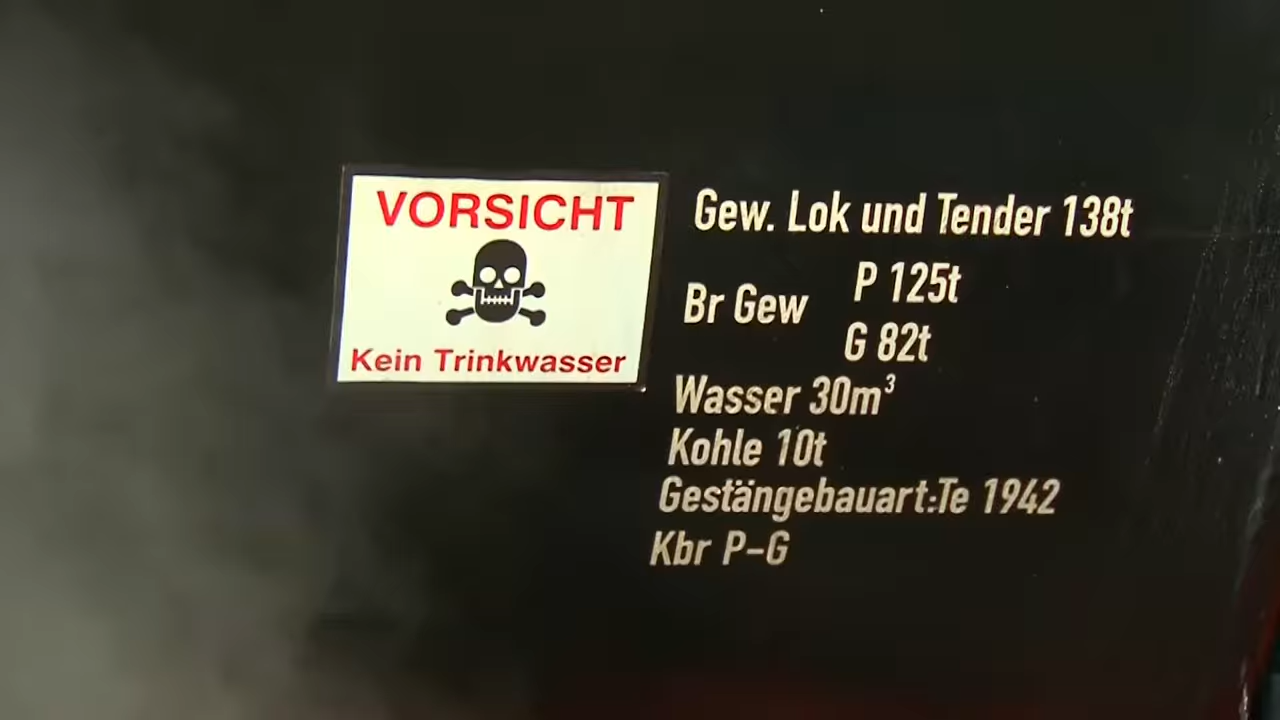 VORSICHT
Kein Trinkwasser
Gew. Lok und Tender 138t
Br Gew P 125t
G 82t
Wasser 30m³
Kohle 10t
Gestängebauart:Te 1942
Kbr P-G